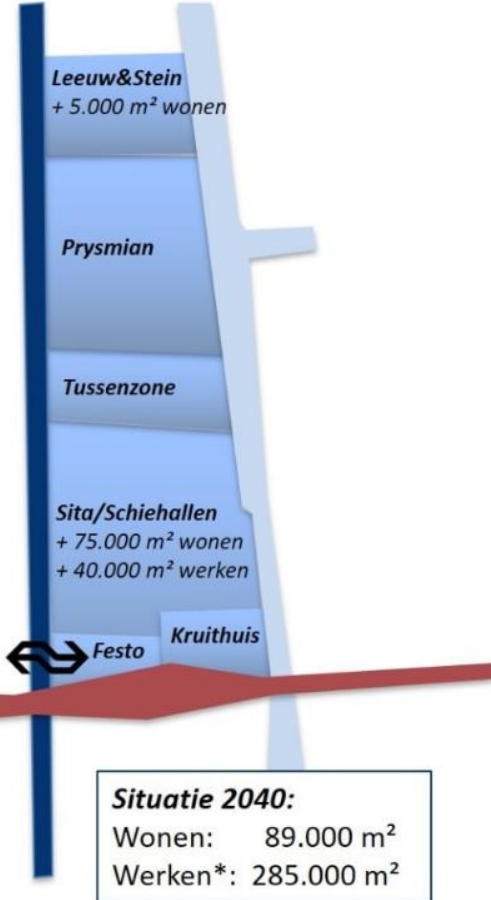 Leeuw&Stein
+ 5.000 m² wonen
Prysmian
Tussenzone
Sita/Schiehallen
+ 75.000 m² wonen
+ 40.000 m² werken
Kruithuis
Festo
Situatie 2040:
Wonen: 89.000 m²
Werken*: 285.000 m²